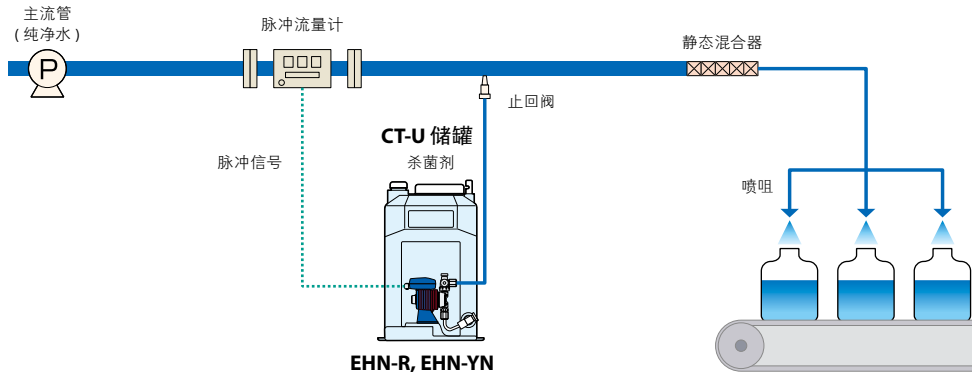 主流管
( 纯净水 )
P
脉冲流量计
静态混合器
止回阀
CT-U 储罐
杀菌剂
脉冲信号
喷咀
EHN-R, EHN-YN